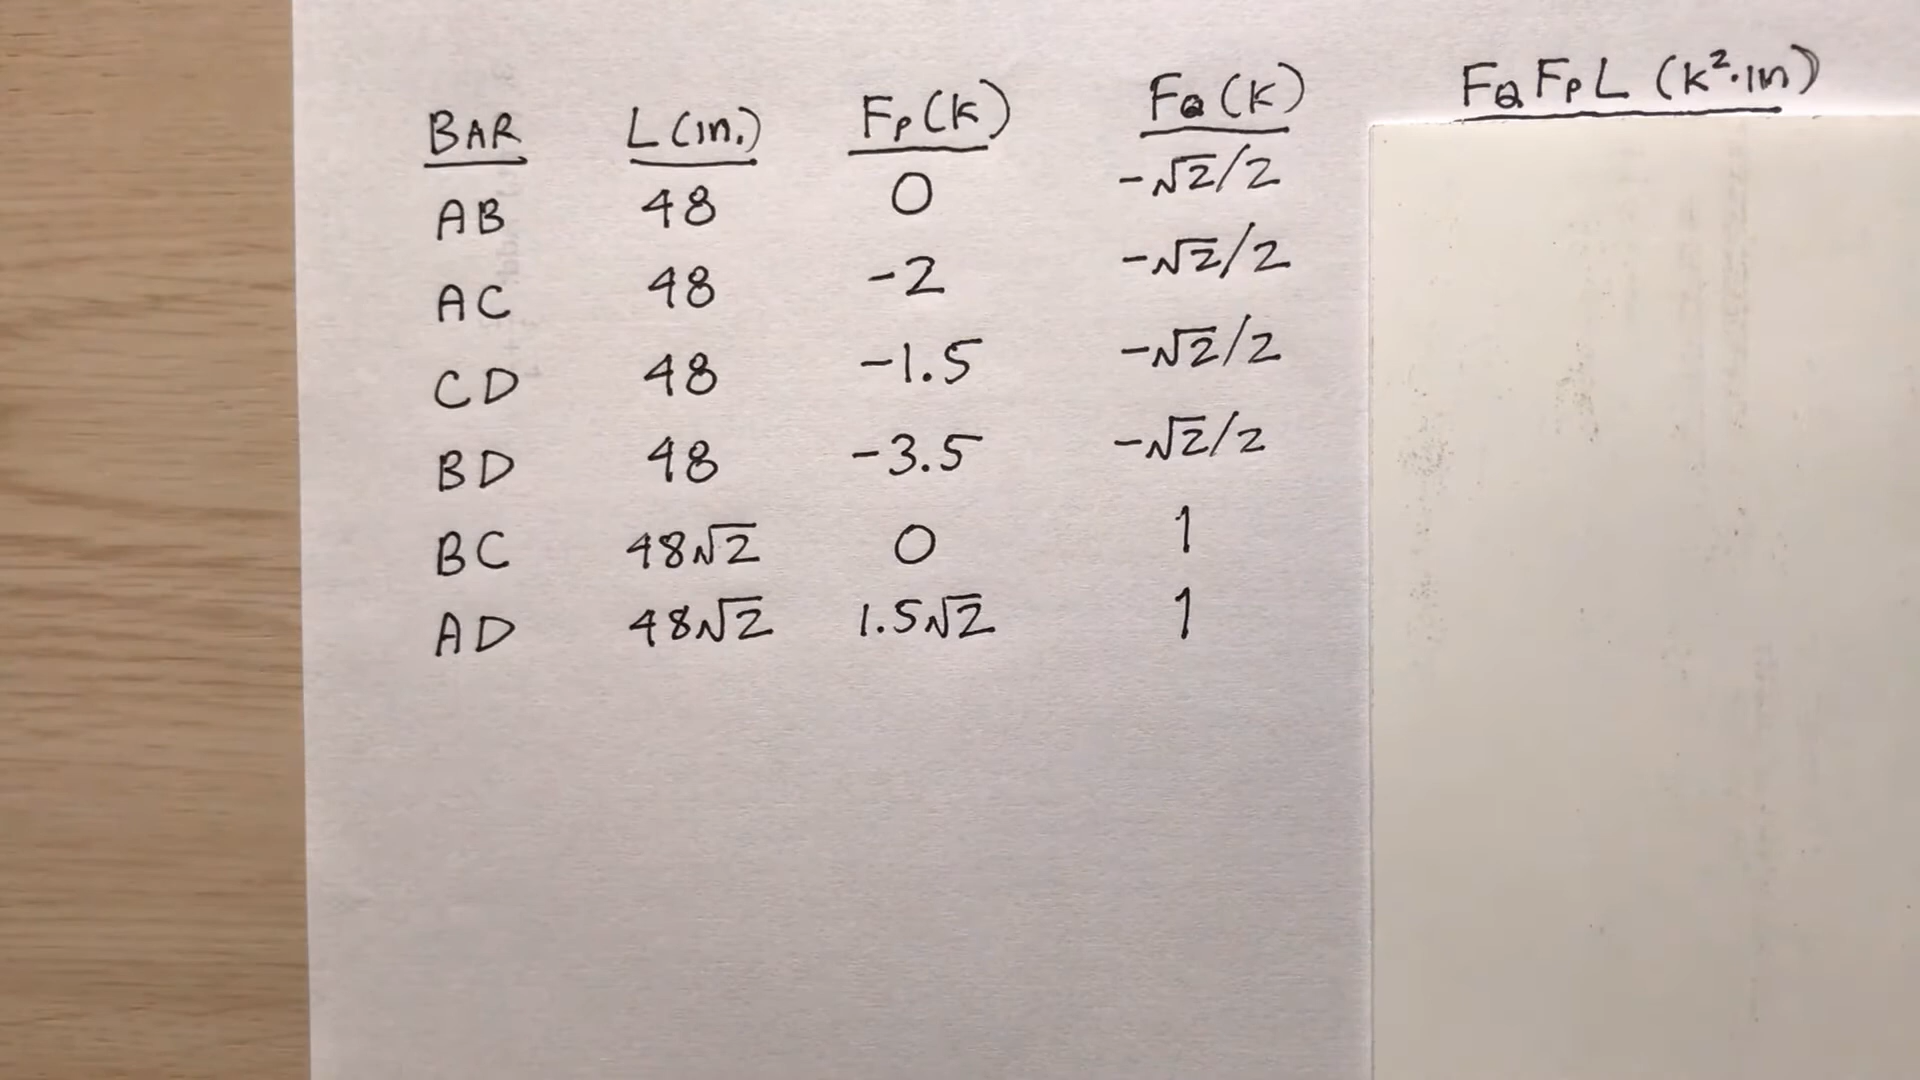 BAR L (in.) Fp (k) FQ (k) FQ Fp L (k²·in)
AB 48 0 -√2/2
AC 48 -2 -√2/2
CD 48 -1.5 -√2/2
BD 48 -3.5 -√2/2
BC 48√2 0 1
AD 48√2 1.5√2 1